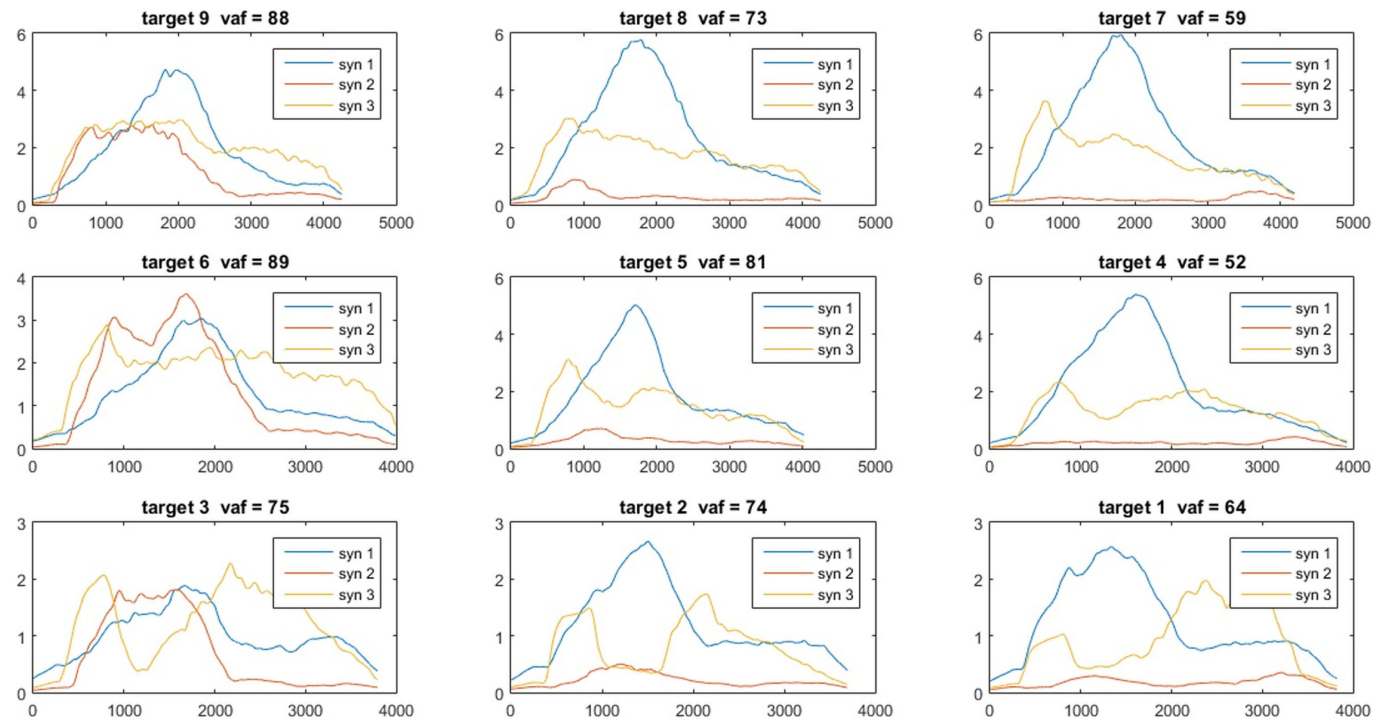 target 9 vaf = 88
6
4
2
0
syn 1
syn 2
syn 3
0 1000 2000 3000 4000 5000
target 8 vaf = 73
6
4
2
0
syn 1
syn 2
syn 3
0 1000 2000 3000 4000 5000
target 7 vaf = 59
6
4
2
0
syn 1
syn 2
syn 3
0 1000 2000 3000 4000 5000
target 6 vaf = 89
4
3
2
1
0
syn 1
syn 2
syn 3
0 1000 2000 3000 4000
target 5 vaf = 81
6
4
2
0
syn 1
syn 2
syn 3
0 1000 2000 3000 4000 5000
target 4 vaf = 52
6
4
2
0
syn 1
syn 2
syn 3
0 1000 2000 3000 4000
target 3 vaf = 75
3
2
1
0
syn 1
syn 2
syn 3
0 1000 2000 3000 4000
target 2 vaf = 74
3
2
1
0
syn 1
syn 2
syn 3
0 1000 2000 3000 4000
target 1 vaf = 64
3
2
1
0
syn 1
syn 2
syn 3
0 1000 2000 3000 4000